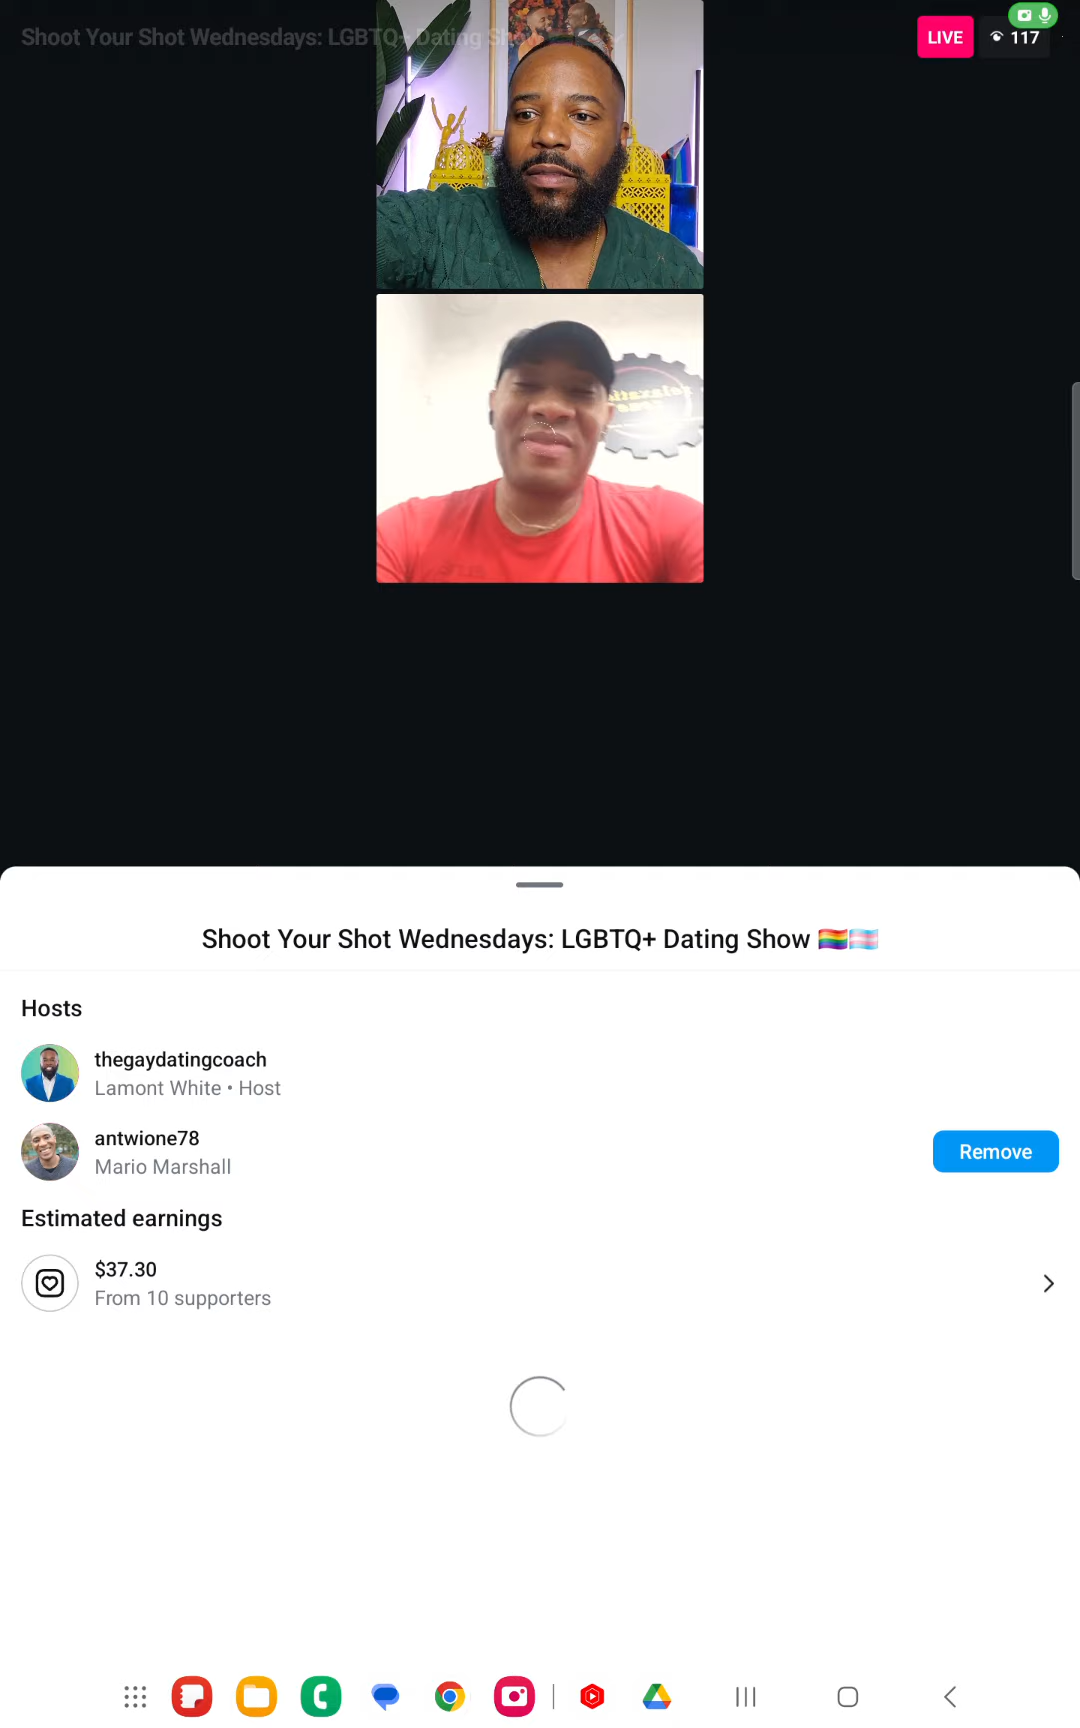 Shoot Your Shot Wednesdays: LGBTQ+ Dating Sh
LIVE
117
Shoot Your Shot Wednesdays: LGBTQ+ Dating Show 🏳️‍🌈🏳️‍⚧️
Hosts
thegaydatingcoach
Lamont White • Host
antwione78
Mario Marshall
Remove
Estimated earnings
$37.30
From 10 supporters